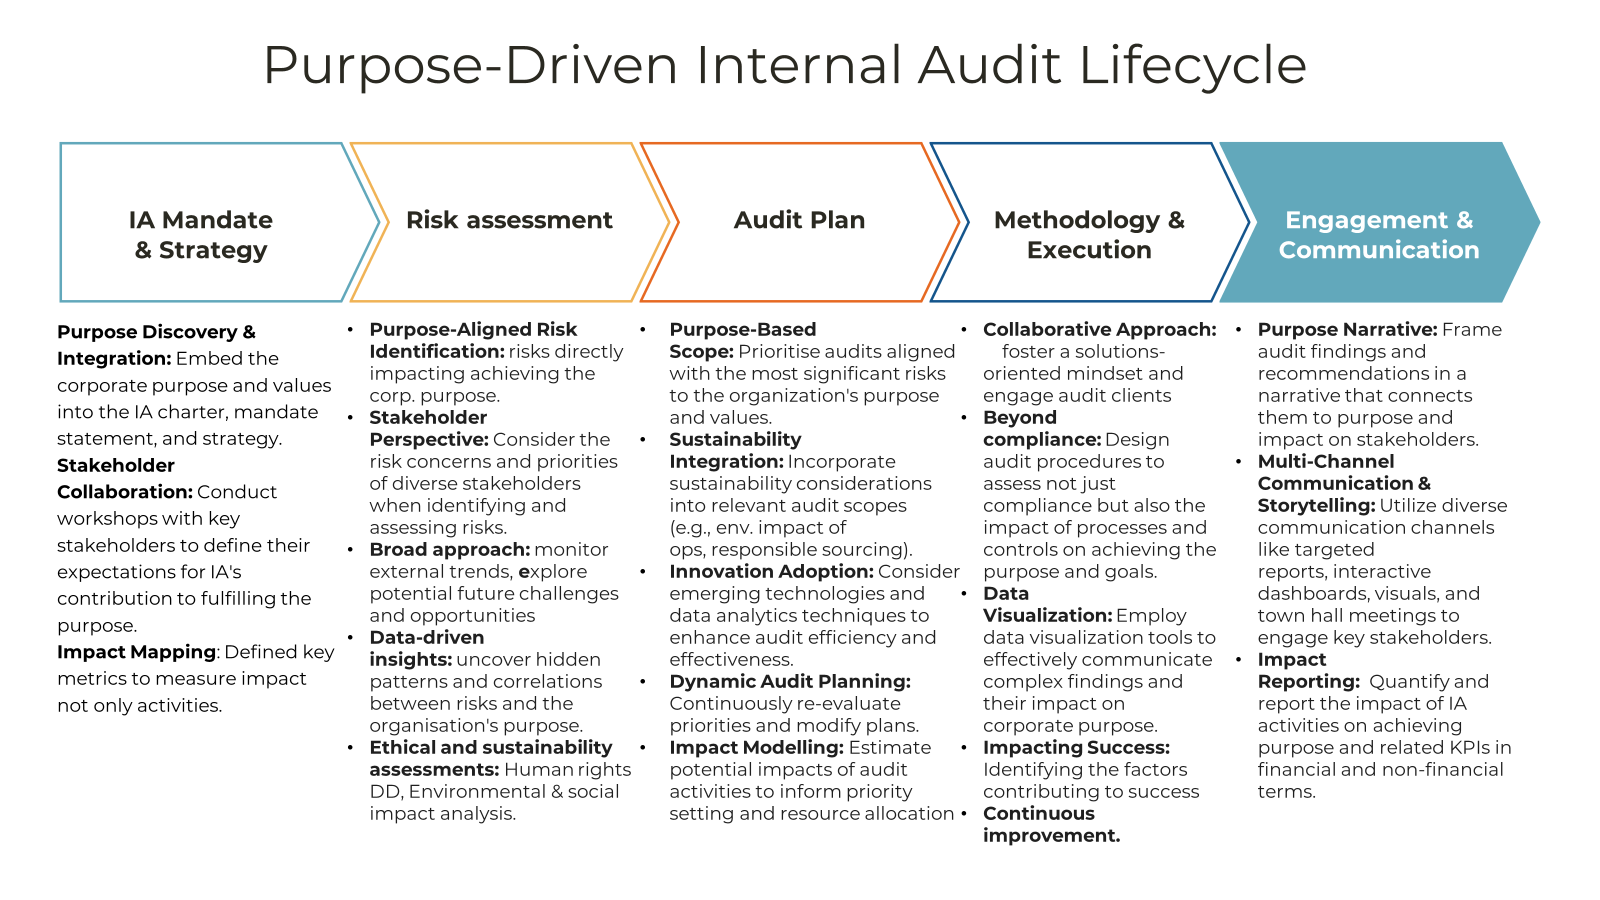 Purpose-Driven Internal Audit Lifecycle
IA Mandate
& Strategy
Risk assessment
Audit Plan
Methodology &
Execution
Engagement &
Communication
Purpose Discovery &
Integration: Embed the
corporate purpose and values
into the IA charter, mandate
statement, and strategy.
Stakeholder
Collaboration: Conduct
workshops with key
stakeholders to define their
expectations for IA's
contribution to fulfilling the
purpose.
Impact Mapping: Defined key
metrics to measure impact
not only activities.
• Purpose-Aligned Risk
Identification: risks directly
impacting achieving the
corp. purpose.
• Stakeholder
Perspective: Consider the
risk concerns and priorities
of diverse stakeholders
when identifying and
assessing risks.
• Broad approach: monitor
external trends, explore
potential future challenges
and opportunities
• Data-driven
insights: uncover hidden
patterns and correlations
between risks and the
organisation's purpose.
• Ethical and sustainability
assessments: Human rights
DD, Environmental & social
impact analysis.
• Purpose-Based
Scope: Prioritise audits aligned
with the most significant risks
to the organization's purpose
and values.
• Sustainability
Integration: Incorporate
sustainability considerations
into relevant audit scopes
(e.g., env. impact of
ops, responsible sourcing).
• Innovation Adoption: Consider
emerging technologies and
data analytics techniques to
enhance audit efficiency and
effectiveness.
• Dynamic Audit Planning:
Continuously re-evaluate
priorities and modify plans.
• Impact Modelling: Estimate
potential impacts of audit
activities to inform priority
setting and resource allocation
• Collaborative Approach:
foster a solutions-
oriented mindset and
engage audit clients
• Beyond
compliance: Design
audit procedures to
assess not just
compliance but also the
impact of processes and
controls on achieving the
purpose and goals.
• Data
Visualization: Employ
data visualization tools to
effectively communicate
complex findings and
their impact on
corporate purpose.
• Impacting Success:
Identifying the factors
contributing to success
• Continuous
improvement.
• Purpose Narrative: Frame
audit findings and
recommendations in a
narrative that connects
them to purpose and
impact on stakeholders.
• Multi-Channel
Communication &
Storytelling: Utilize diverse
communication channels
like targeted
reports, interactive
dashboards, visuals, and
town hall meetings to
engage key stakeholders.
• Impact
Reporting: Quantify and
report the impact of IA
activities on achieving
purpose and related KPIs in
financial and non-financial
terms.